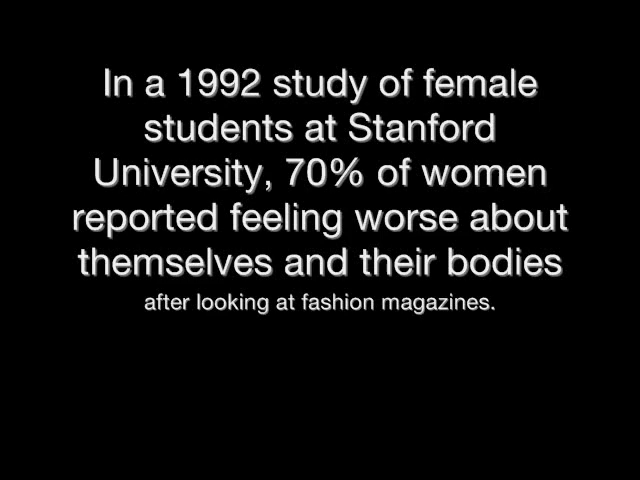 In a 1992 study of female
students at Stanford
University, 70% of women
reported feeling worse about
themselves and their bodies
after looking at fashion magazines.